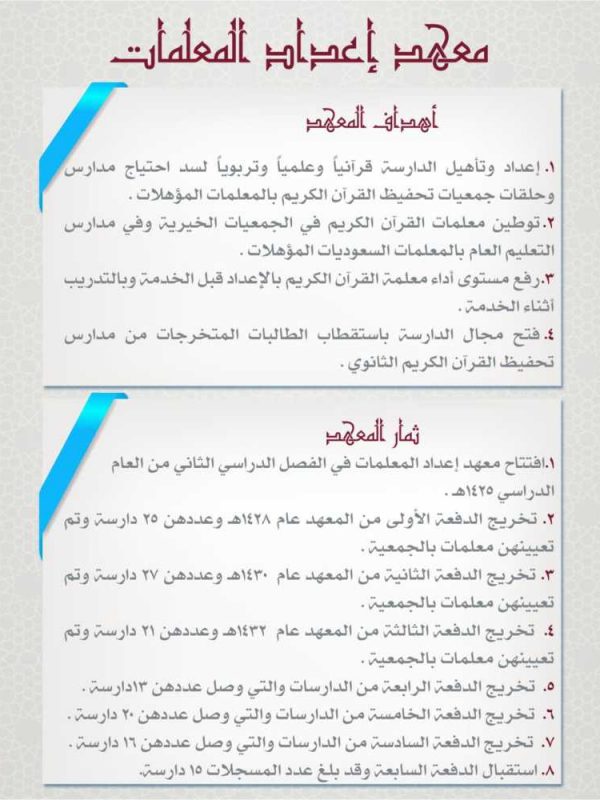 معهد إعداد المعلمات
أهداف المعهد
١. إعداد وتأهيل الدارسة قرآنياً وعلمياً وتربوياً لسد احتياج مدارس
وحلقات جمعيات تحفيظ القرآن الكريم بالمعلمات المؤهلات .
٢. توطين معلمات القرآن الكريم في الجمعيات الخيرية وفي مدارس
التعليم العام بالمعلمات السعوديات المؤهلات .
٣. رفع مستوى أداء معلمة القرآن الكريم بالإعداد قبل الخدمة وبالتدريب
أثناء الخدمة .
٤. فتح مجال الدارسة باستقطاب الطالبات المتخرجات من مدارس
تحفيظ القرآن الكريم الثانوي .
ثمار المعهد
١.افتتاح معهد إعداد المعلمات في الفصل الدراسي الثاني من العام
الدراسي ١٤٢٥هـ .
٢. تخريج الدفعة الأولى من المعهد عام ١٤٢٨هـ وعددهن ٢٥ دارسة وتم
تعيينهن معلمات بالجمعية .
٣. تخريج الدفعة الثانية من المعهد عام ١٤٣٠هـ وعددهن ٢٧ دارسة وتم
تعيينهن معلمات بالجمعية .
٤. تخريج الدفعة الثالثة من المعهد عام ١٤٣٢هـ وعددهن ٢١ دارسة وتم
تعيينهن معلمات بالجمعية .
٥. تخريج الدفعة الرابعة من الدارسات والتي وصل عددهن ١٣دارسة .
٦. تخريج الدفعة الخامسة من الدارسات والتي وصل عددهن ٢٠ دارسة .
٧. تخريج الدفعة السادسة من الدارسات والتي وصل عددهن ١٦ دارسة .
٨. استقبال الدفعة السابعة وقد بلغ عدد المسجلات ١٥ دارسة.